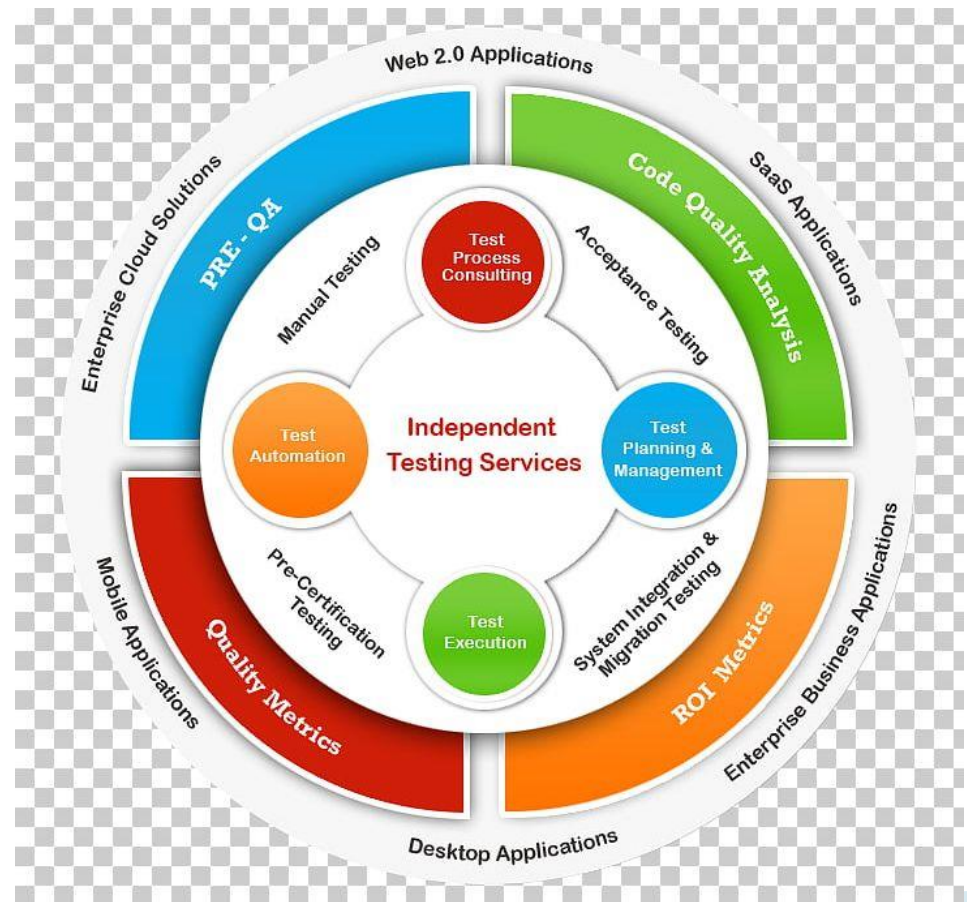 Web 2.0 Applications
Enterprise Cloud Solutions
SaaS Applications
PRE - QA
Code Quality Analysis
Manual Testing
Test
Process
Consulting
Acceptance Testing
Test
Automation
Independent
Testing Services
Test
Planning &
Management
Pre-Certification
Testing
Test
Execution
System Integration &
Migration Testing
Quality Metrics
ROI Metrics
Mobile Applications
Enterprise Business Applications
Desktop Applications